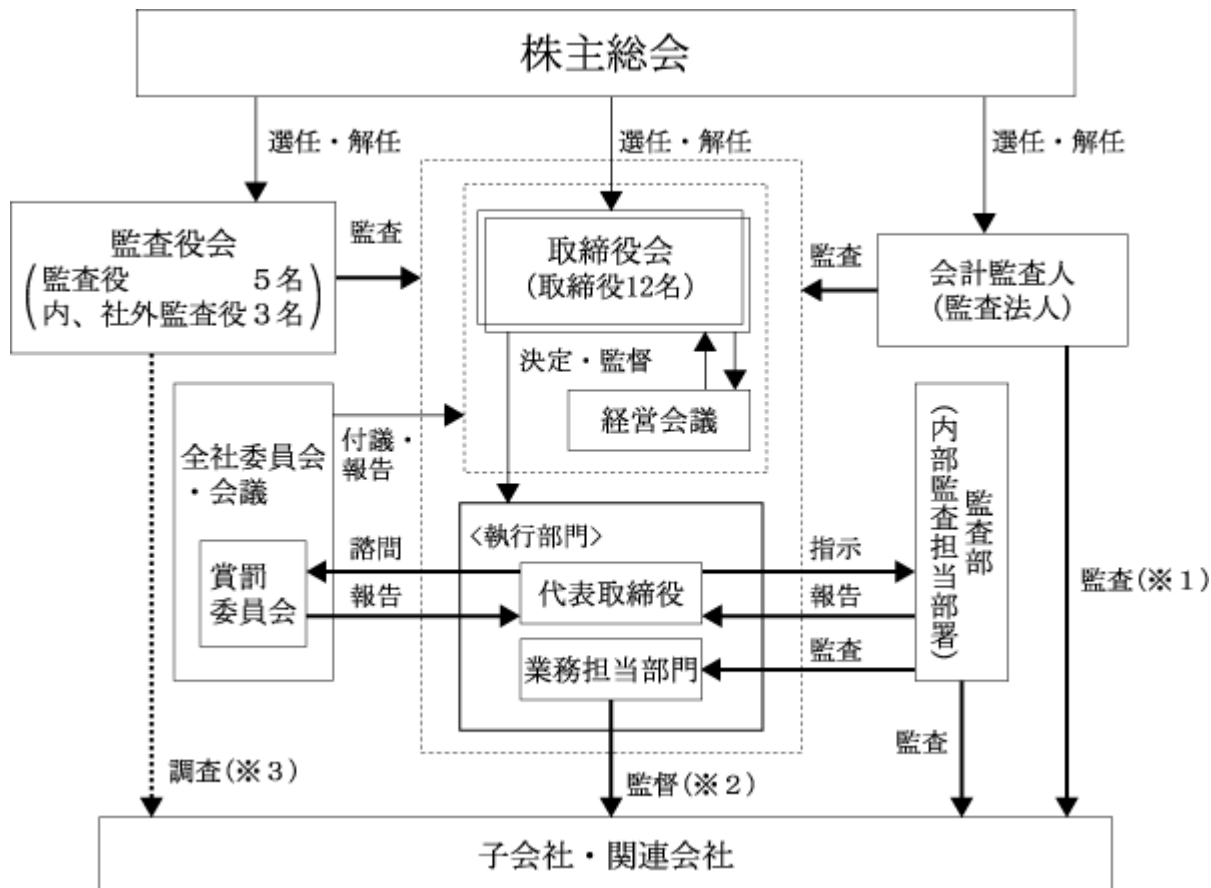 株主総会
選任・解任
選任・解任
選任・解任
監査役会
(監査役 5名
内、社外監査役3名)
監査
取締役会
(取締役12名)
監査
会計監査人
(監査法人)
決定・監督
経営会議
全社委員会
・会議
付議・
報告
賞罰
委員会
諮問
報告
<執行部門>
代表取締役
業務担当部門
指示
報告
監査
監査部
(内部監査担当部署)
監査
監査(※1)
調査(※3)
監督(※2)
子会社・関連会社